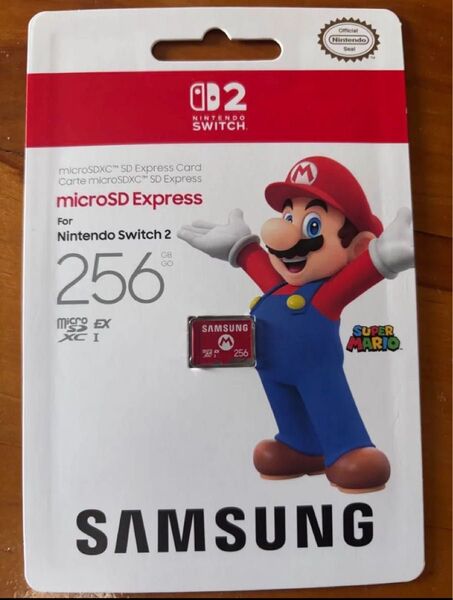 Official
Nintendo
Seal
2
NINTENDO
SWITCH
microSDXC™ SD Express Card
Carte microSDXC™ SD Express
microSD Express
For
Nintendo Switch 2
256 GB
GO
micro
SD EX
XC I
M
SUPER
MARIO
SAMSUNG
M
256
SAMSUNG